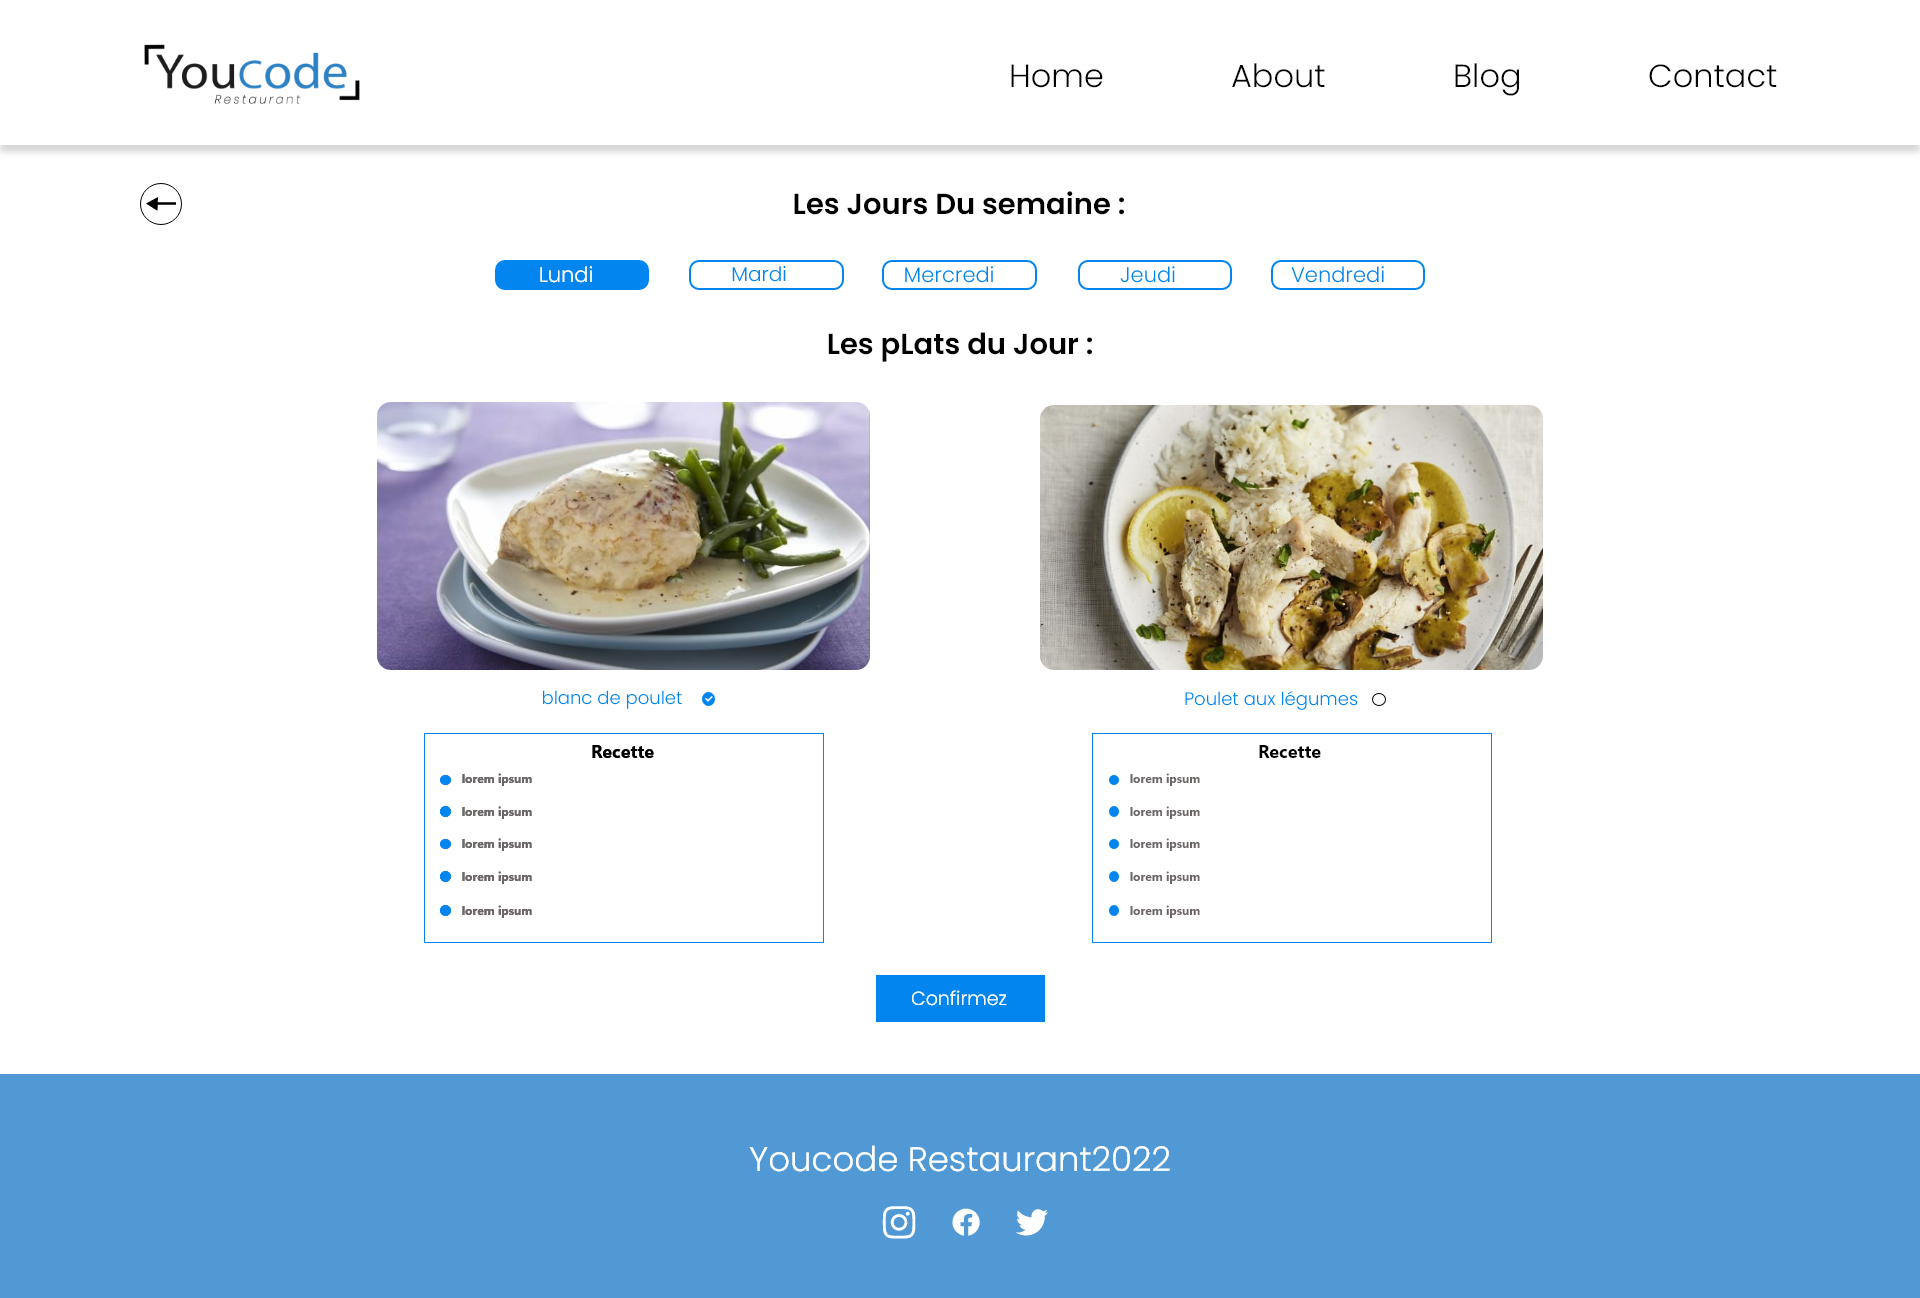 YouCode
Restaurant
Home About Blog Contact
Les Jours Du semaine :
Lundi Mardi Mercredi Jeudi Vendredi
Les pLats du Jour :
blanc de poulet
Poulet aux légumes
Recette
lorem ipsum
lorem ipsum
lorem ipsum
lorem ipsum
lorem ipsum
Recette
lorem ipsum
lorem ipsum
lorem ipsum
lorem ipsum
lorem ipsum
Confirmez
Youcode Restaurant2022